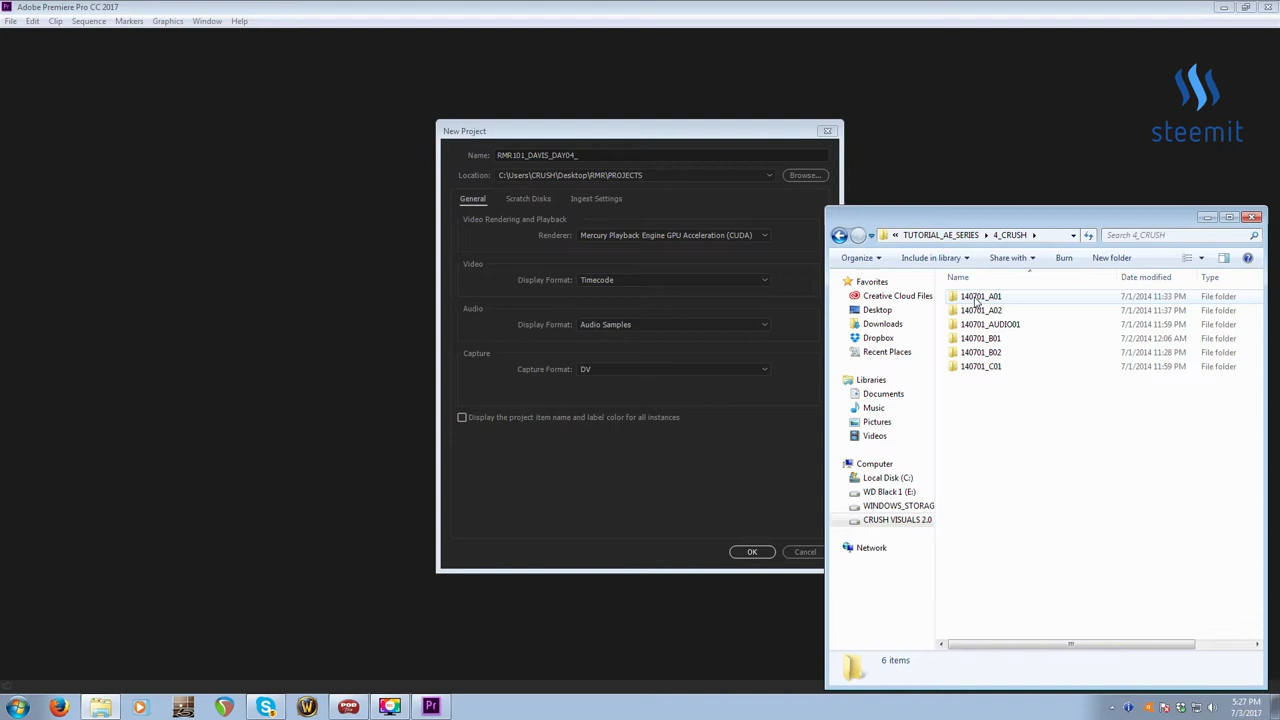 Adobe Premiere Pro CC 2017
File Edit Clip Sequence Markers Graphics Window Help
steemit
New Project
Name: RMR101_DAVIS_DAY04_
Location: C:\Users\CRUSH\Desktop\RMR\PROJECTS Browse...
General Scratch Disks Ingest Settings
Video Rendering and Playback
Renderer: Mercury Playback Engine GPU Acceleration (CUDA)
Video
Display Format: Timecode
Audio
Display Format: Audio Samples
Capture
Capture Format: DV
Display the project item name and label color for all instances
OK Cancel
« TUTORIAL_AE_SERIES 4_CRUSH Search 4_CRUSH
Organize Include in library Share with Burn New folder
Favorites
Creative Cloud Files
Desktop
Downloads
Dropbox
Recent Places
Libraries
Documents
Music
Pictures
Videos
Computer
Local Disk (C:)
WD Black 1 (E:)
WINDOWS_STORAG
CRUSH VISUALS 2.0
Network
Name Date modified Type
140701_A01 7/1/2014 11:33 PM File folder
140701_A02 7/1/2014 11:37 PM File folder
140701_AUDIO01 7/1/2014 11:59 PM File folder
140701_B01 7/2/2014 12:06 AM File folder
140701_B02 7/1/2014 11:28 PM File folder
140701_C01 7/1/2014 11:59 PM File folder
6 items
5:27 PM
7/3/2017